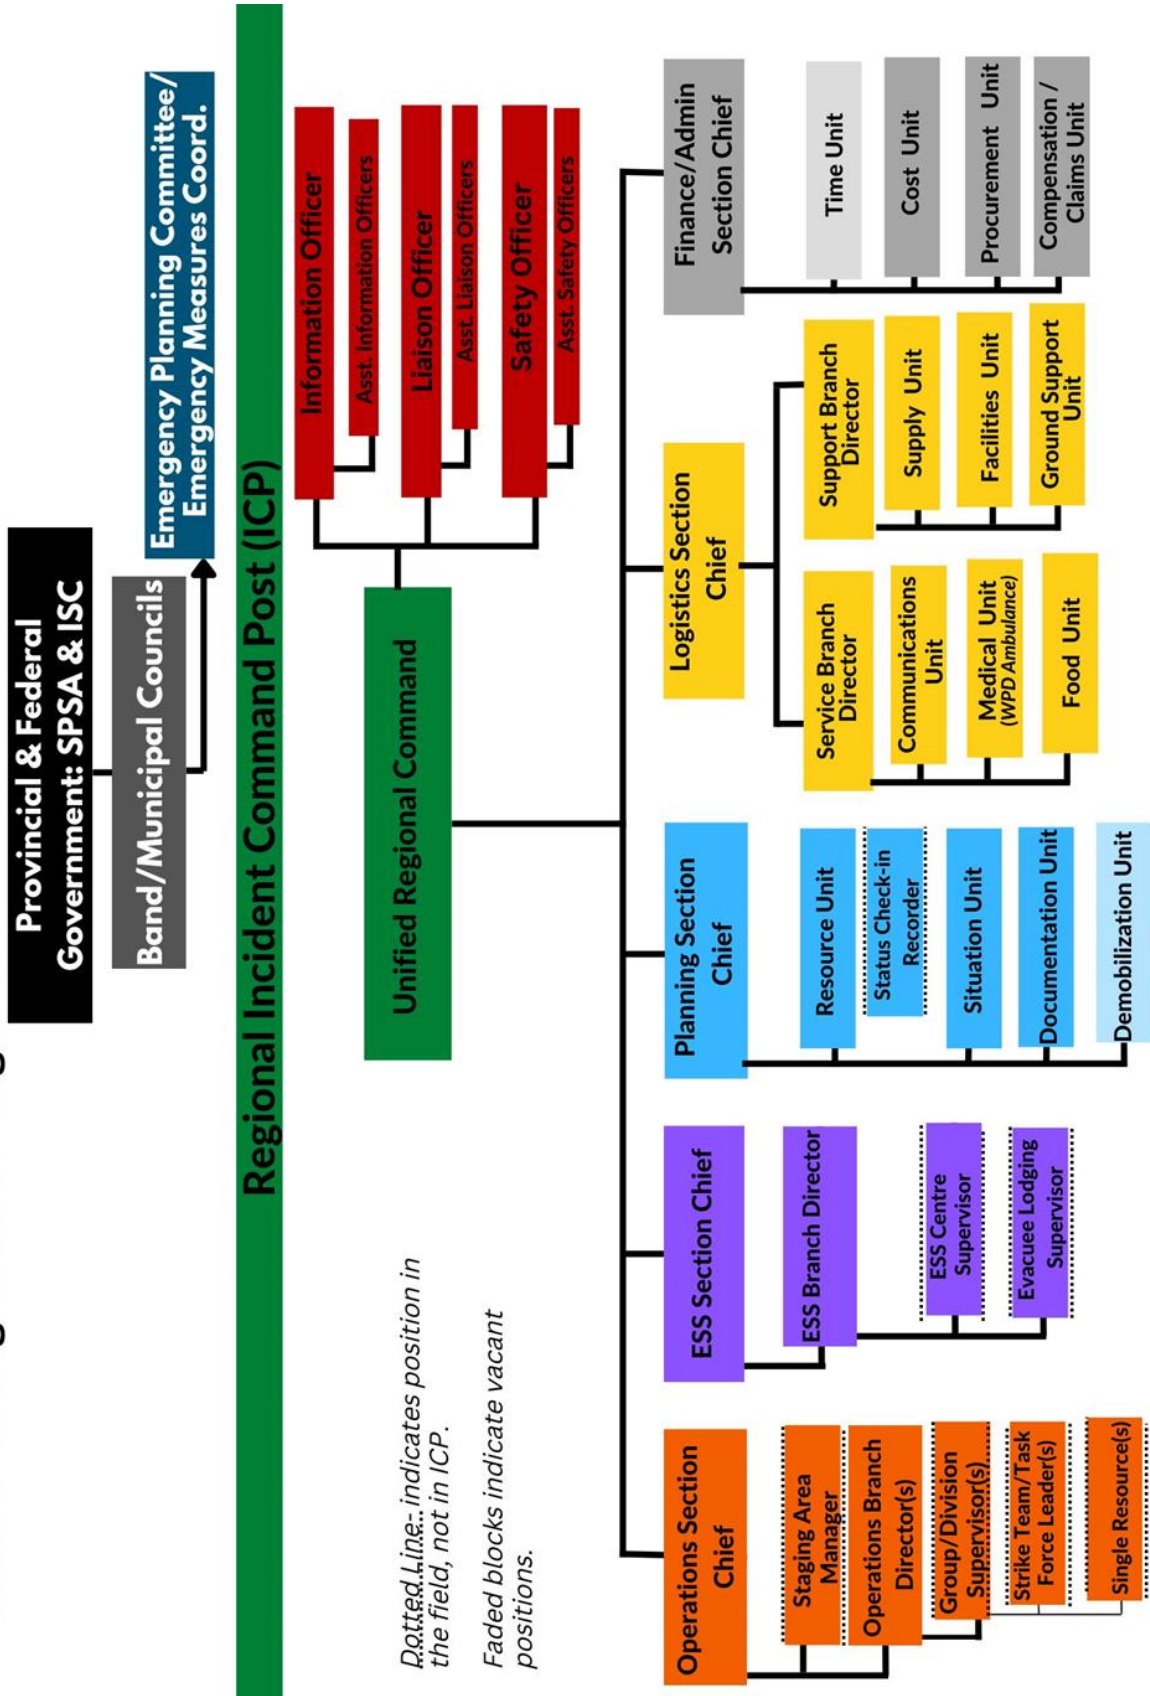 Provincial & Federal
Government: SPSA & ISC
Band/Municipal Councils
Emergency Planning Committee/
Emergency Measures Coord.
Regional Incident Command Post (ICP)
Unified Regional Command
Information Officer
Asst. Information Officers
Liaison Officer
Asst. Liaison Officers
Safety Officer
Asst. Safety Officers
Dotted Line- indicates position in
the field, not in ICP.
Faded blocks indicate vacant
positions.
Operations Section
Chief
Staging Area
Manager
Operations Branch
Director(s)
Group/Division
Supervisor(s)
Strike Team/Task
Force Leader(s)
Single Resource(s)
ESS Section Chief
ESS Branch Director
ESS Centre
Supervisor
Evacuee Lodging
Supervisor
Planning Section
Chief
Resource Unit
Status Check-in
Recorder
Situation Unit
Documentation Unit
Demobilization Unit
Logistics Section
Chief
Service Branch
Director
Communications
Unit
Medical Unit
(WPD Ambulance)
Food Unit
Support Branch
Director
Supply Unit
Facilities Unit
Ground Support
Unit
Finance/Admin
Section Chief
Time Unit
Cost Unit
Procurement Unit
Compensation /
Claims Unit